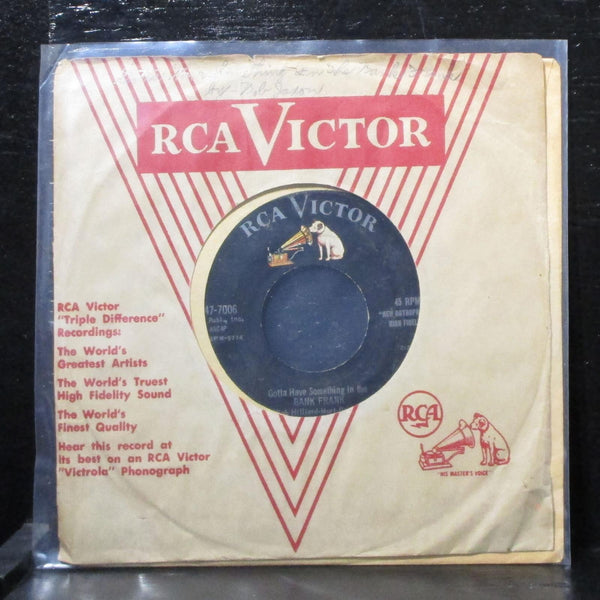 RCA VICTOR
RCA VICTOR
47-7006
ASCAP
45 RPM
Gotta Have Something in the
BANK FRANK
RCA Victor
"Triple Difference"
Recordings:
The World's
Greatest Artists
The World's Truest
High Fidelity Sound
The World's
Finest Quality
Hear this record at
its best on an RCA Victor
"Victrola" Phonograph
RCA
"HIS MASTER'S VOICE"